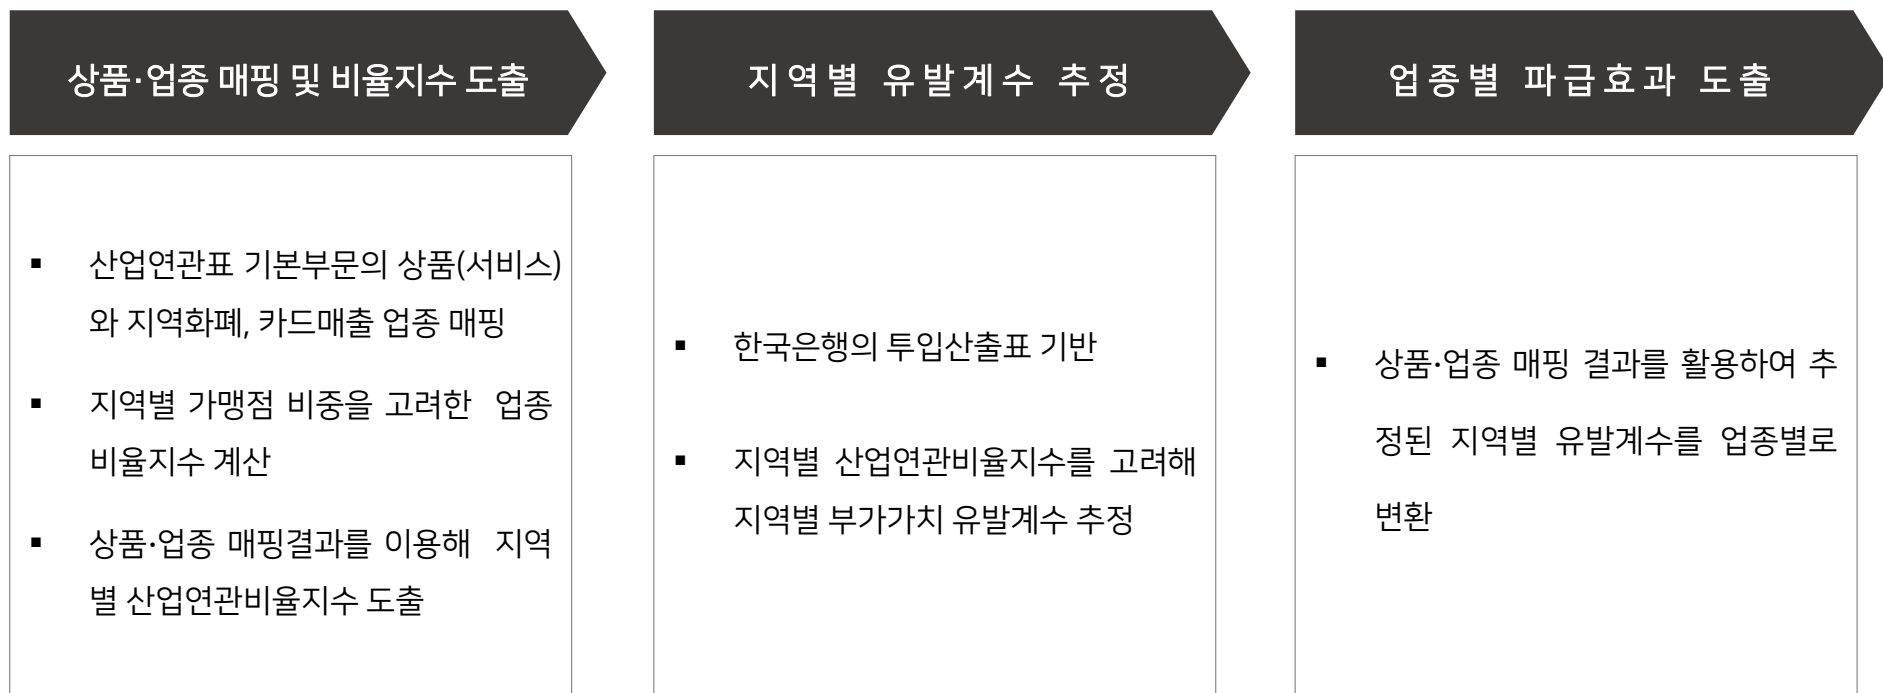 상품·업종 매핑 및 비율지수 도출
▪ 산업연관표 기본부문의 상품(서비스)
와 지역화폐, 카드매출 업종 매핑
▪ 지역별 가맹점 비중을 고려한 업종
비율지수 계산
▪ 상품·업종 매핑결과를 이용해 지역
별 산업연관비율지수 도출
지역별 유발계수 추정
▪ 한국은행의 투입산출표 기반
▪ 지역별 산업연관비율지수를 고려해
지역별 부가가치 유발계수 추정
업종별 파급효과 도출
▪ 상품·업종 매핑 결과를 활용하여 추
정된 지역별 유발계수를 업종별로
변환